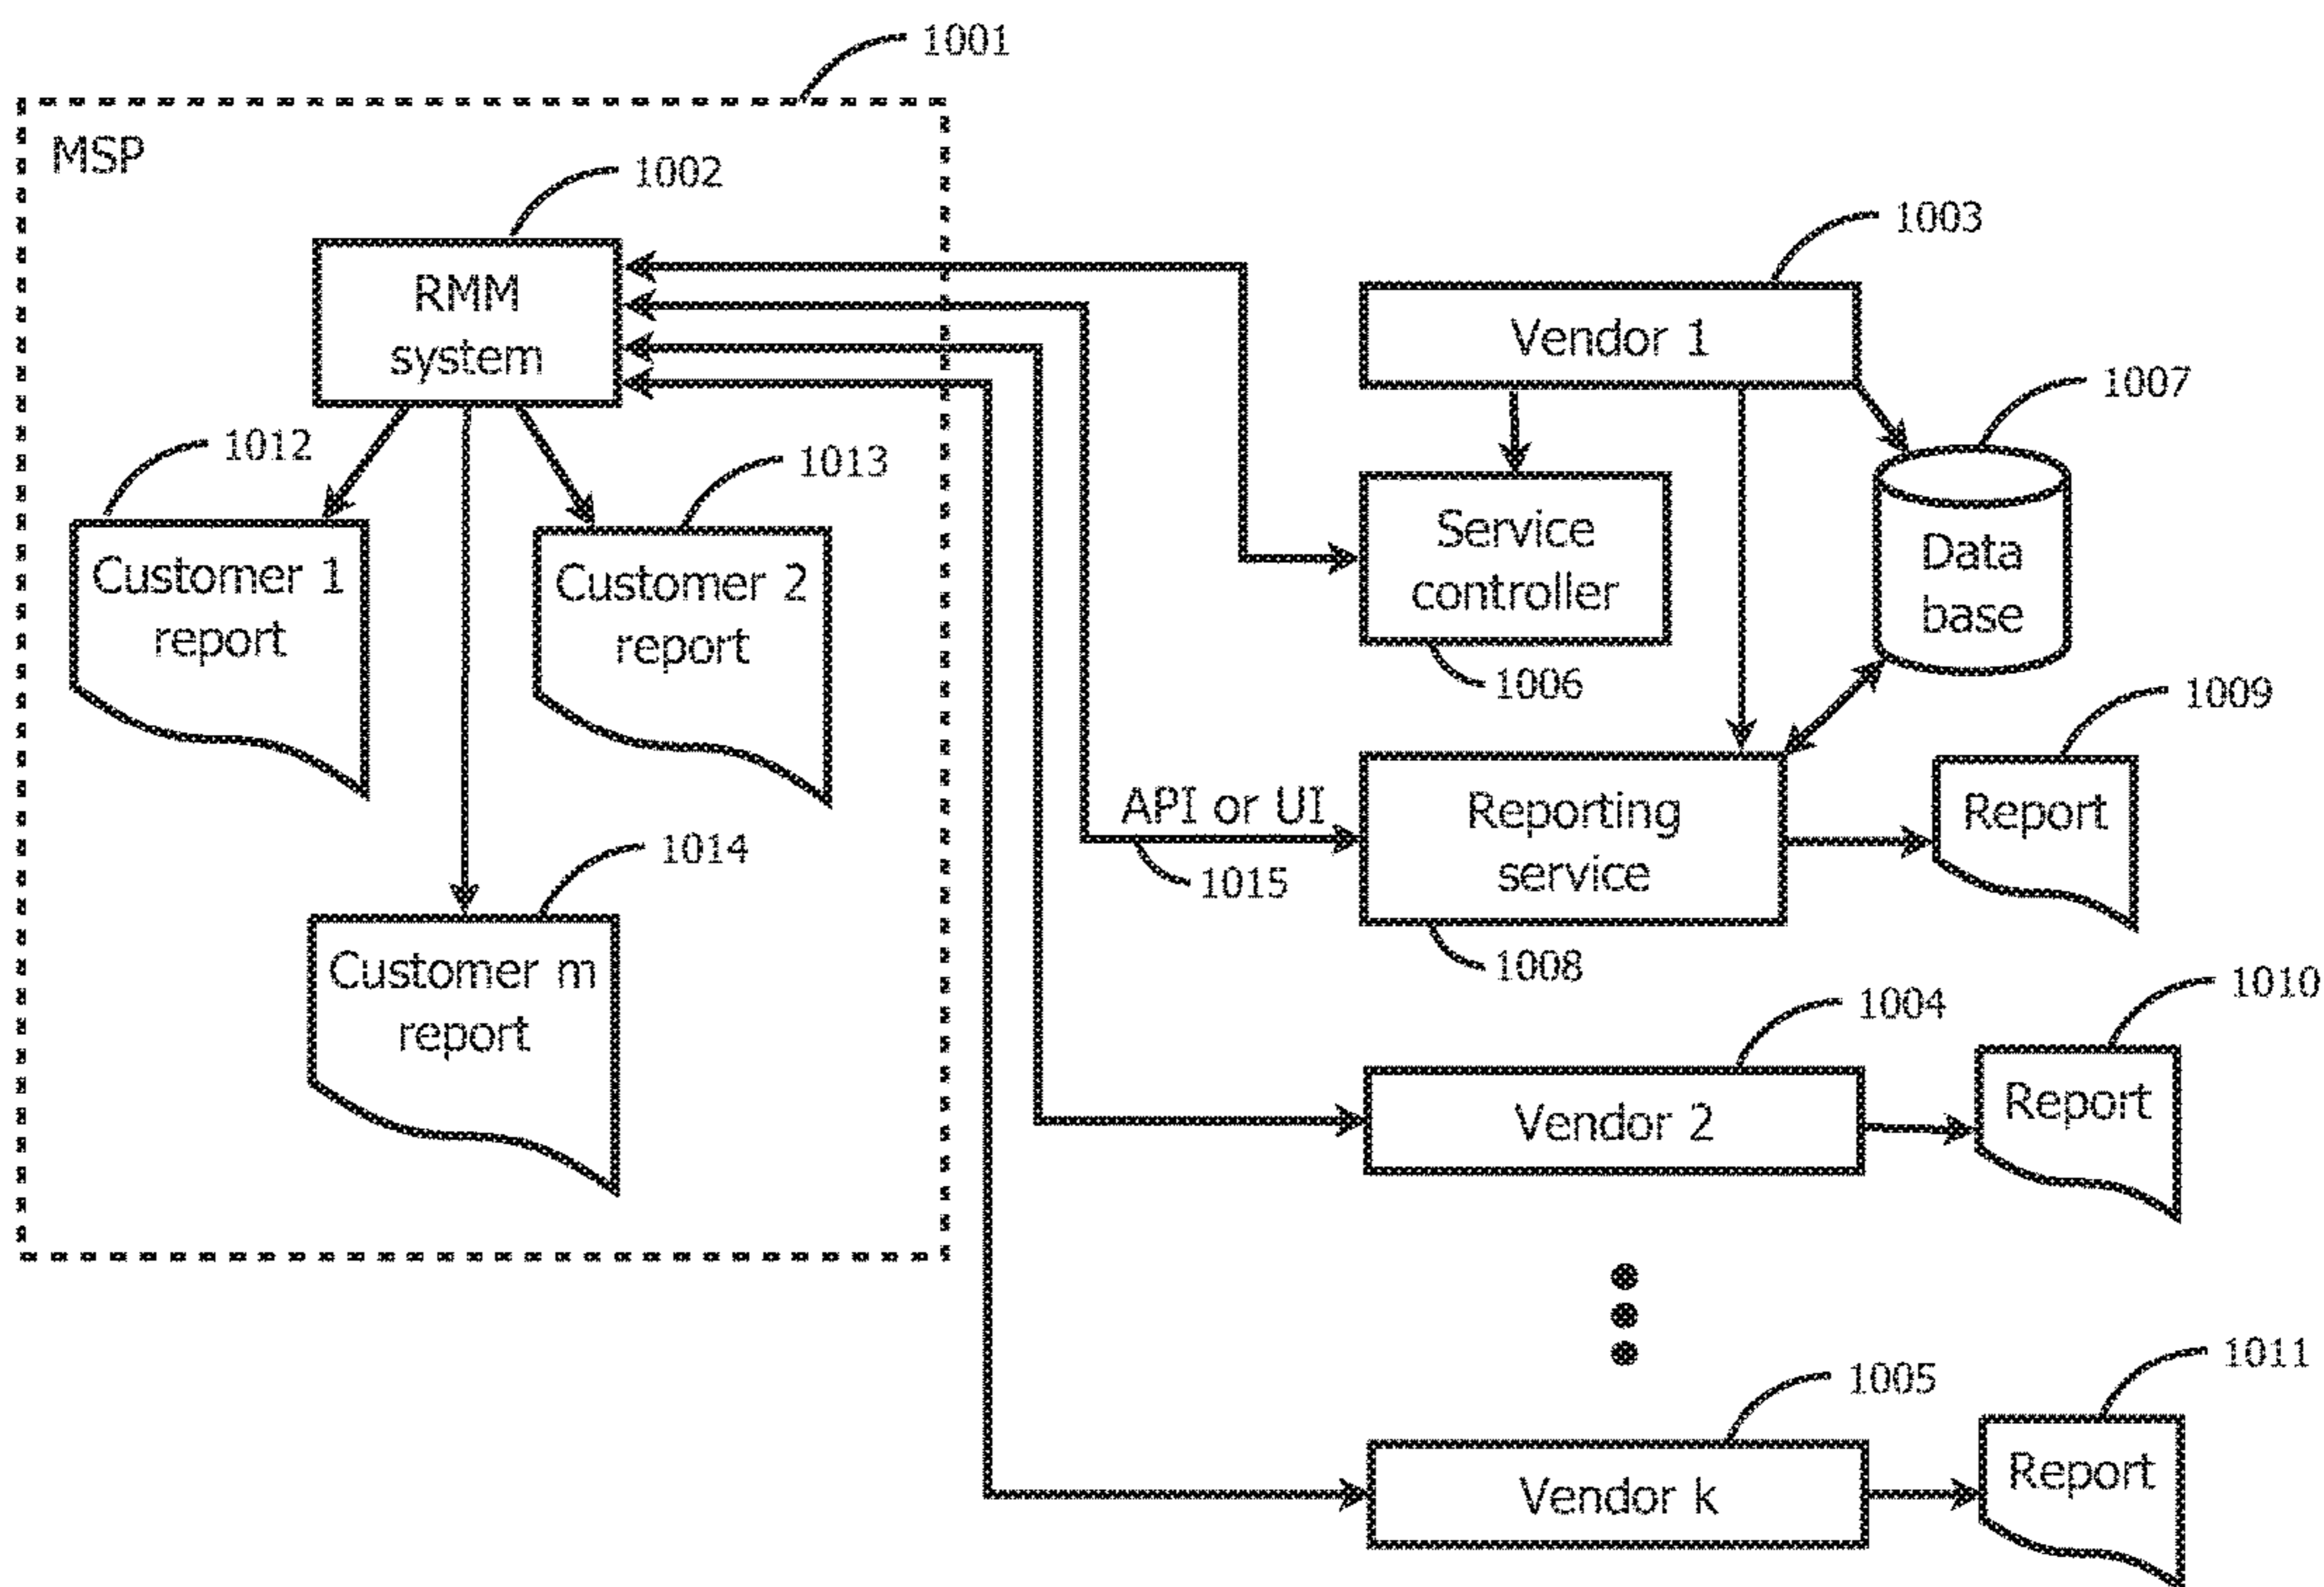 1001
MSP
1002
RMM
system
1003
Vendor 1
1007
1012
Customer 1
report
1013
Customer 2
report
Service
controller
1006
Data
base
1009
Report
API or UI
1015
Reporting
service
1008
1014
Customer m
report
1004
Vendor 2
1010
Report
1005
Vendor k
1011
Report